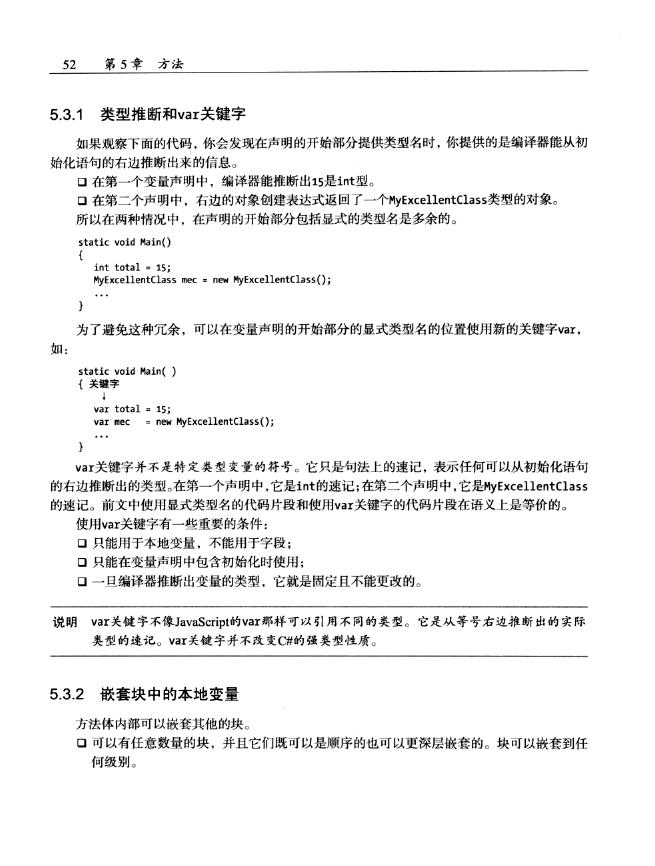 52 第5章 方法
5.3.1 类型推断和var关键字
如果观察下面的代码，你会发现在声明的开始部分提供类型名时，你提供的是编译器能从初
始化语句的右边推断出来的信息。
❑ 在第一个变量声明中，编译器能推断出15是int型。
❑ 在第二个声明中，右边的对象创建表达式返回了一个MyExcellentClass类型的对象。
所以在两种情况中，在声明的开始部分包括显式的类型名是多余的。
static void Main()
{
int total = 15;
MyExcellentClass mec = new MyExcellentClass();
...
}
为了避免这种冗余，可以在变量声明的开始部分的显式类型名的位置使用新的关键字var，
如：
static void Main( )
{ 关键字
↓
var total = 15;
var mec = new MyExcellentClass();
...
}
var关键字并不是特定类型变量的符号。它只是句法上的速记，表示任何可以从初始化语句
的右边推断出的类型。在第一个声明中，它是int的速记；在第二个声明中，它是MyExcellentClass
的速记。前文中使用显式类型名的代码片段和使用var关键字的代码片段在语义上是等价的。
使用var关键字有一些重要的条件：
❑ 只能用于本地变量，不能用于字段；
❑ 只能在变量声明中包含初始化时使用；
❑ 一旦编译器推断出变量的类型，它就是固定且不能更改的。
说明 var关键字不像JavaScript的var那样可以引用不同的类型。它是从等号右边推断出的实际
类型的速记。var关键字并不改变C#的强类型性质。
5.3.2 嵌套块中的本地变量
方法体内部可以嵌套其他的块。
❑ 可以有任意数量的块，并且它们既可以是顺序的也可以更深层嵌套的。块可以嵌套到任
何级别。